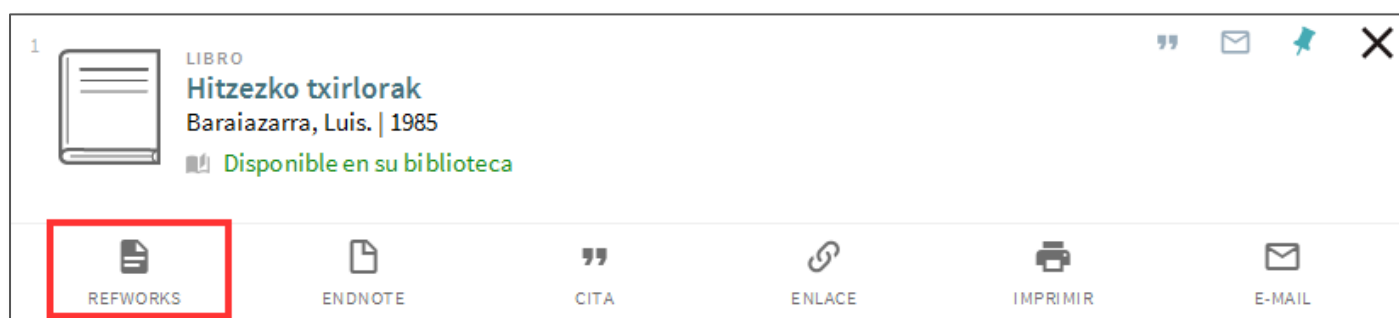 1
LIBRO
Hitzezko txirlorak
Baraiazarra, Luis. | 1985
Disponible en su biblioteca
REFWORKS
ENDNOTE
CITA
ENLACE
IMPRIMIR
E-MAIL